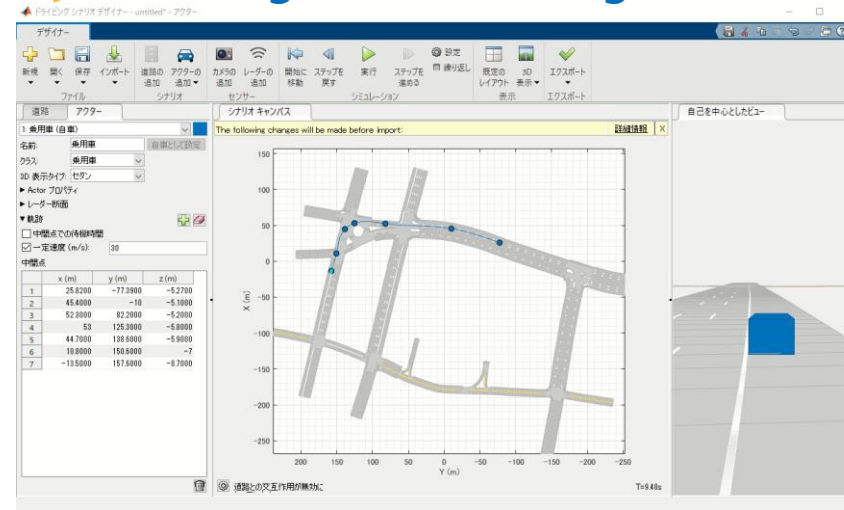 ドライビング シナリオ デザイナー - untitled* - アクター
デザイナー
新規 開く 保存 インポート 道路の追加 アクターの追加 カメラの追加 レーダーの追加 開始に移動 ステップを戻す 実行 ステップを進める 設定 繰り返し 既定のレイアウト 3D表示 エクスポート
ファイル シナリオ センサー シミュレーション 表示 エクスポート
道路 アクター
1: 乗用車 (自車)
名前: 乗用車 自車として設定
クラス: 乗用車
3D 表示タイプ: セダン
Actor プロパティ
レーダー断面
軌跡
中間点での待機時間
一定速度 (m/s): 30
中間点
x (m) y (m) z (m)
1 25.8200 -77.3900 -5.2700
2 45.4000 -10 -5.1000
3 52.3000 82.2000 -5.2000
4 53 125.3000 -5.8000
5 44.7000 138.6000 -5.9000
6 10.8000 150.6000 -7
7 -13.5000 157.6000 -8.7000
シナリオ キャンバス
The following changes will be made before import: 詳細情報 X
150
100
50
0
-50
-100
-150
-200
-250
X (m)
200 150 100 50 0 -50 -100 -150 -200 -250
Y (m)
道路との交互作用が無効に
T=9.48s
自己を中心としたビュー